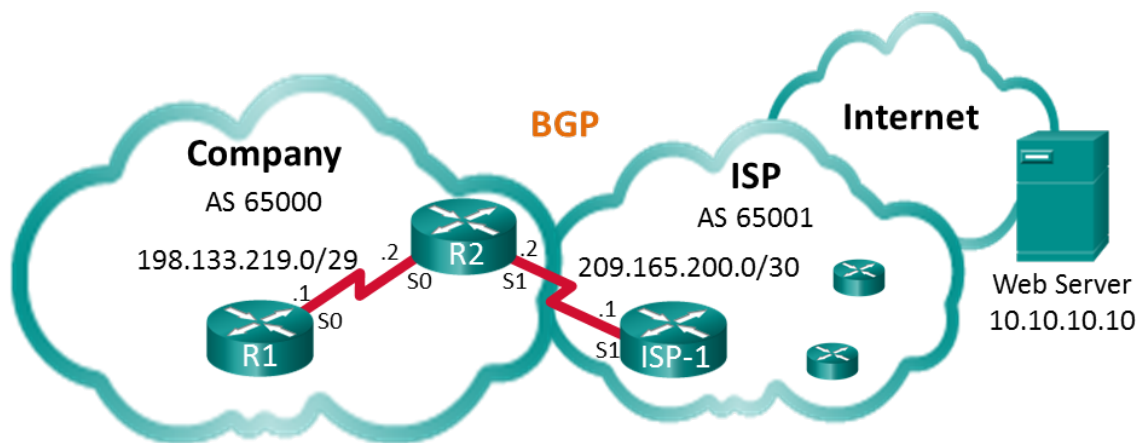 Company
AS 65000
BGP
Internet
ISP
AS 65001
198.133.219.0/29
.2
R2
.2
209.165.200.0/30
S0
S1
.1
S0
R1
.1
S1
ISP-1
Web Server
10.10.10.10